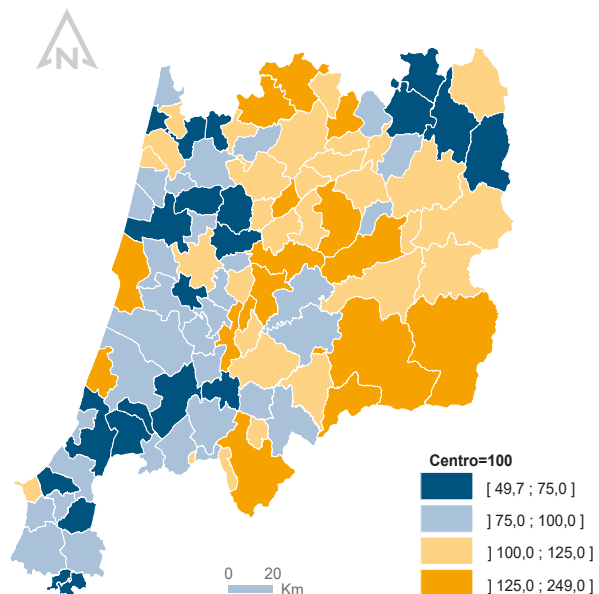 N
Centro=100
[ 49,7 ; 75,0 ]
] 75,0 ; 100,0 ]
] 100,0 ; 125,0 ]
] 125,0 ; 249,0 ]
0 20
Km